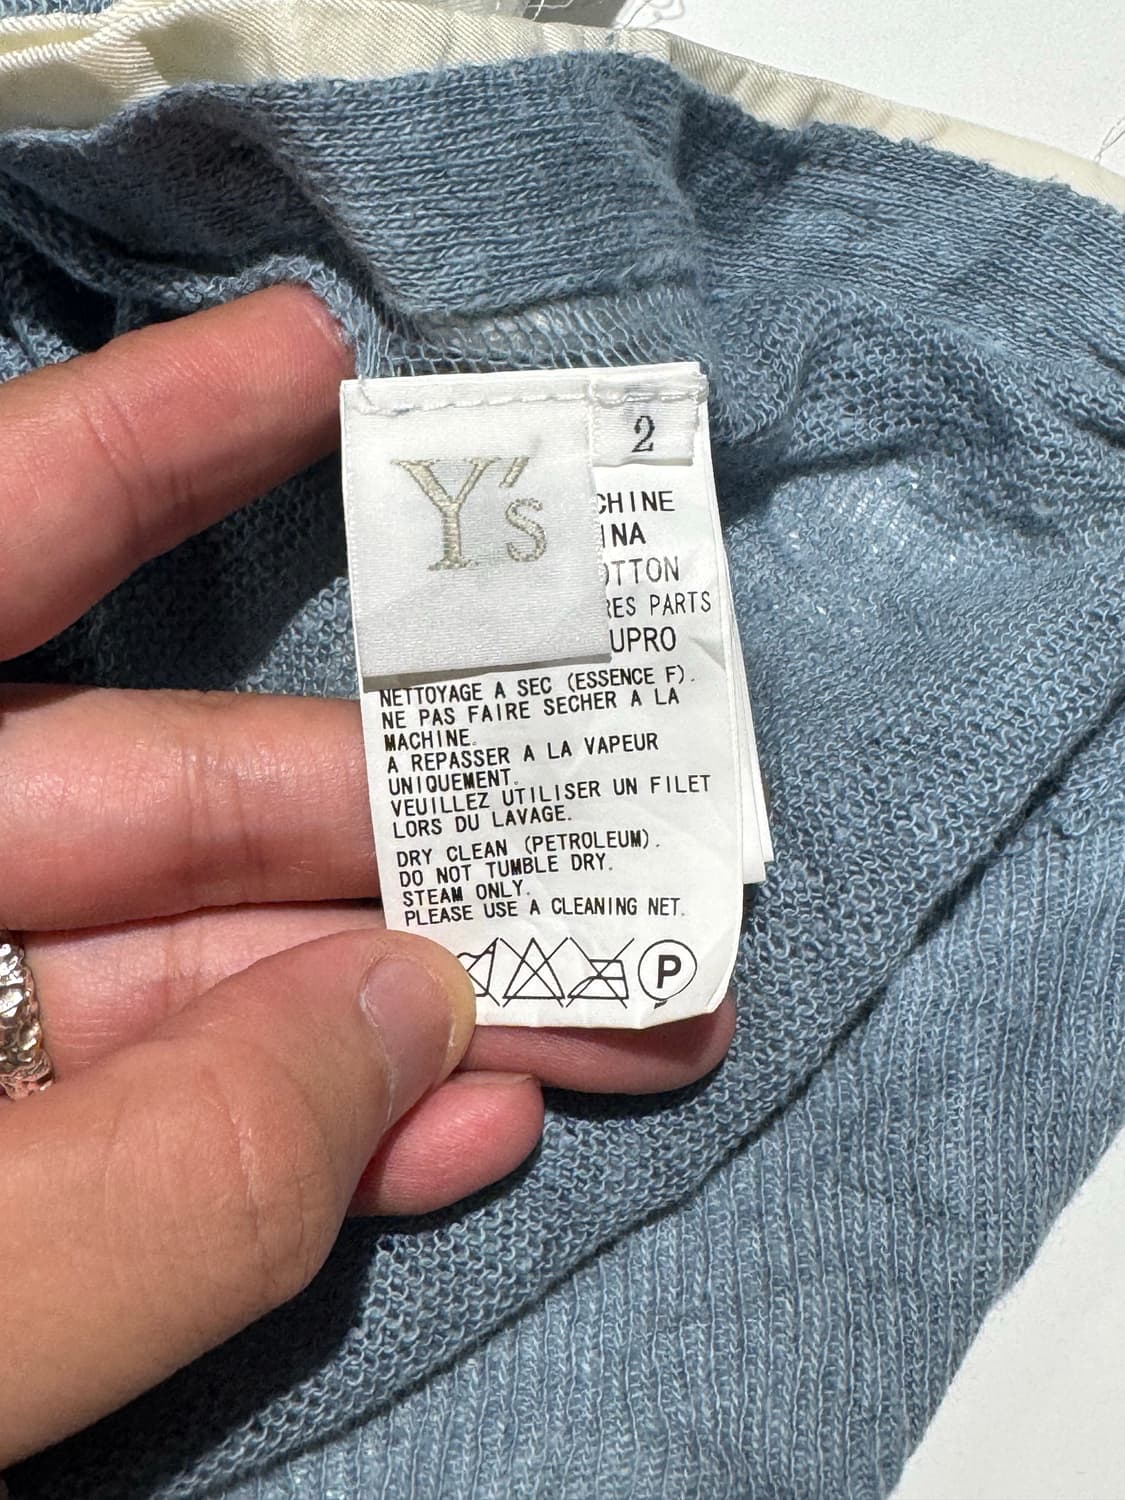 2
Y's
CHINE
INA
OTTON
RES PARTS
UPRO
NETTOYAGE A SEC (ESSENCE F).
NE PAS FAIRE SECHER A LA
MACHINE.
A REPASSER A LA VAPEUR
UNIQUEMENT.
VEUILLEZ UTILISER UN FILET
LORS DU LAVAGE.
DRY CLEAN (PETROLEUM).
DO NOT TUMBLE DRY.
STEAM ONLY.
PLEASE USE A CLEANING NET.
P